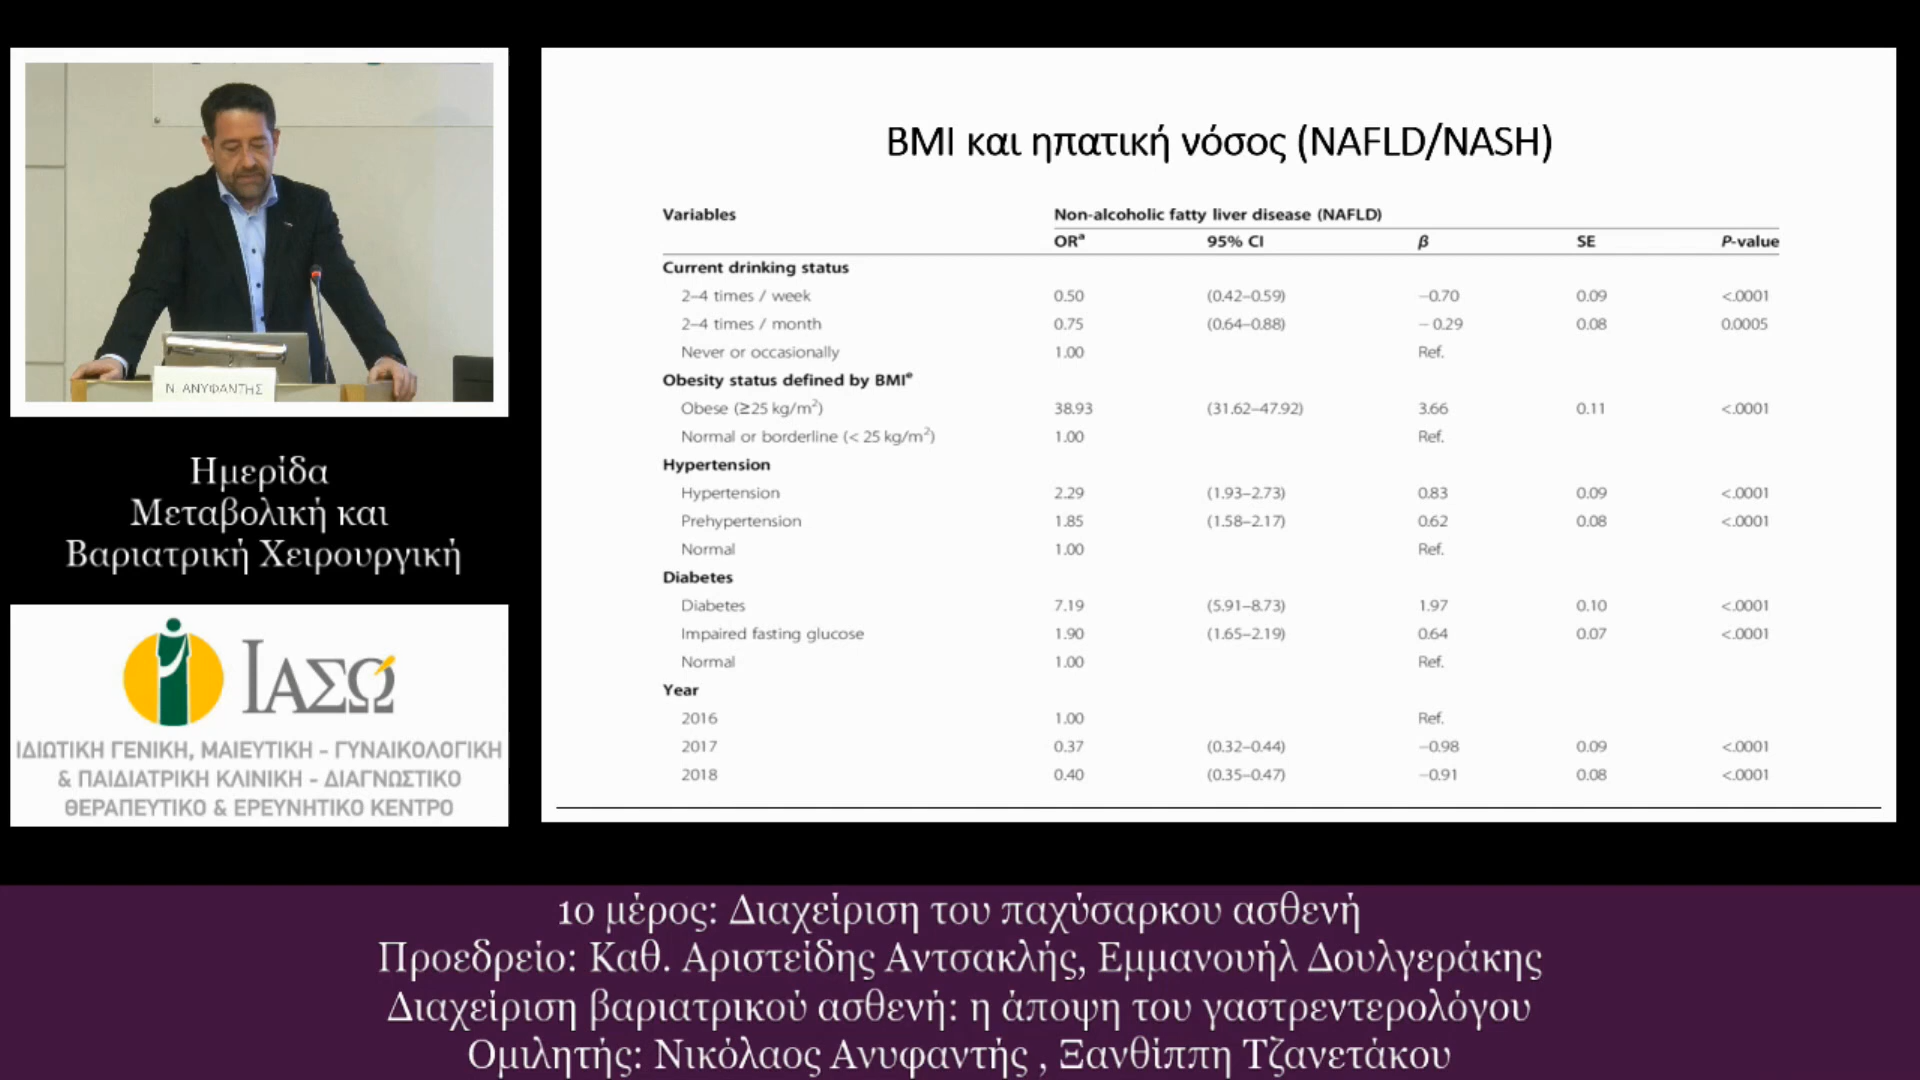 Ν. ΑΝΥΦΑΝΤΗΣ
Ημερίδα
Μεταβολική και
Βαριατρική Χειρουργική
ΙΑΣΩ
ΙΔΙΩΤΙΚΗ ΓΕΝΙΚΗ, ΜΑΙΕΥΤΙΚΗ - ΓΥΝΑΙΚΟΛΟΓΙΚΗ
& ΠΑΙΔΙΑΤΡΙΚΗ ΚΛΙΝΙΚΗ - ΔΙΑΓΝΩΣΤΙΚΟ
ΘΕΡΑΠΕΥΤΙΚΟ & ΕΡΕΥΝΗΤΙΚΟ ΚΕΝΤΡΟ
BMI και ηπατική νόσος (NAFLD/NASH)
Variables Non-alcoholic fatty liver disease (NAFLD)
ORᵃ 95% CI β SE P-value
Current drinking status
2–4 times / week 0.50 (0.42–0.59) −0.70 0.09 <.0001
2–4 times / month 0.75 (0.64–0.88) − 0.29 0.08 0.0005
Never or occasionally 1.00 Ref.
Obesity status defined by BMIᵉ
Obese (≥25 kg/m²) 38.93 (31.62–47.92) 3.66 0.11 <.0001
Normal or borderline (< 25 kg/m²) 1.00 Ref.
Hypertension
Hypertension 2.29 (1.93–2.73) 0.83 0.09 <.0001
Prehypertension 1.85 (1.58–2.17) 0.62 0.08 <.0001
Normal 1.00 Ref.
Diabetes
Diabetes 7.19 (5.91–8.73) 1.97 0.10 <.0001
Impaired fasting glucose 1.90 (1.65–2.19) 0.64 0.07 <.0001
Normal 1.00 Ref.
Year
2016 1.00 Ref.
2017 0.37 (0.32–0.44) −0.98 0.09 <.0001
2018 0.40 (0.35–0.47) −0.91 0.08 <.0001
1ο μέρος: Διαχείριση του παχύσαρκου ασθενή
Προεδρείο: Καθ. Αριστείδης Αντσακλής, Εμμανουήλ Δουλγεράκης
Διαχείριση βαριατρικού ασθενή: η άποψη του γαστρεντερολόγου
Ομιλητής: Νικόλαος Ανυφαντής , Ξανθίππη Τζανετάκου